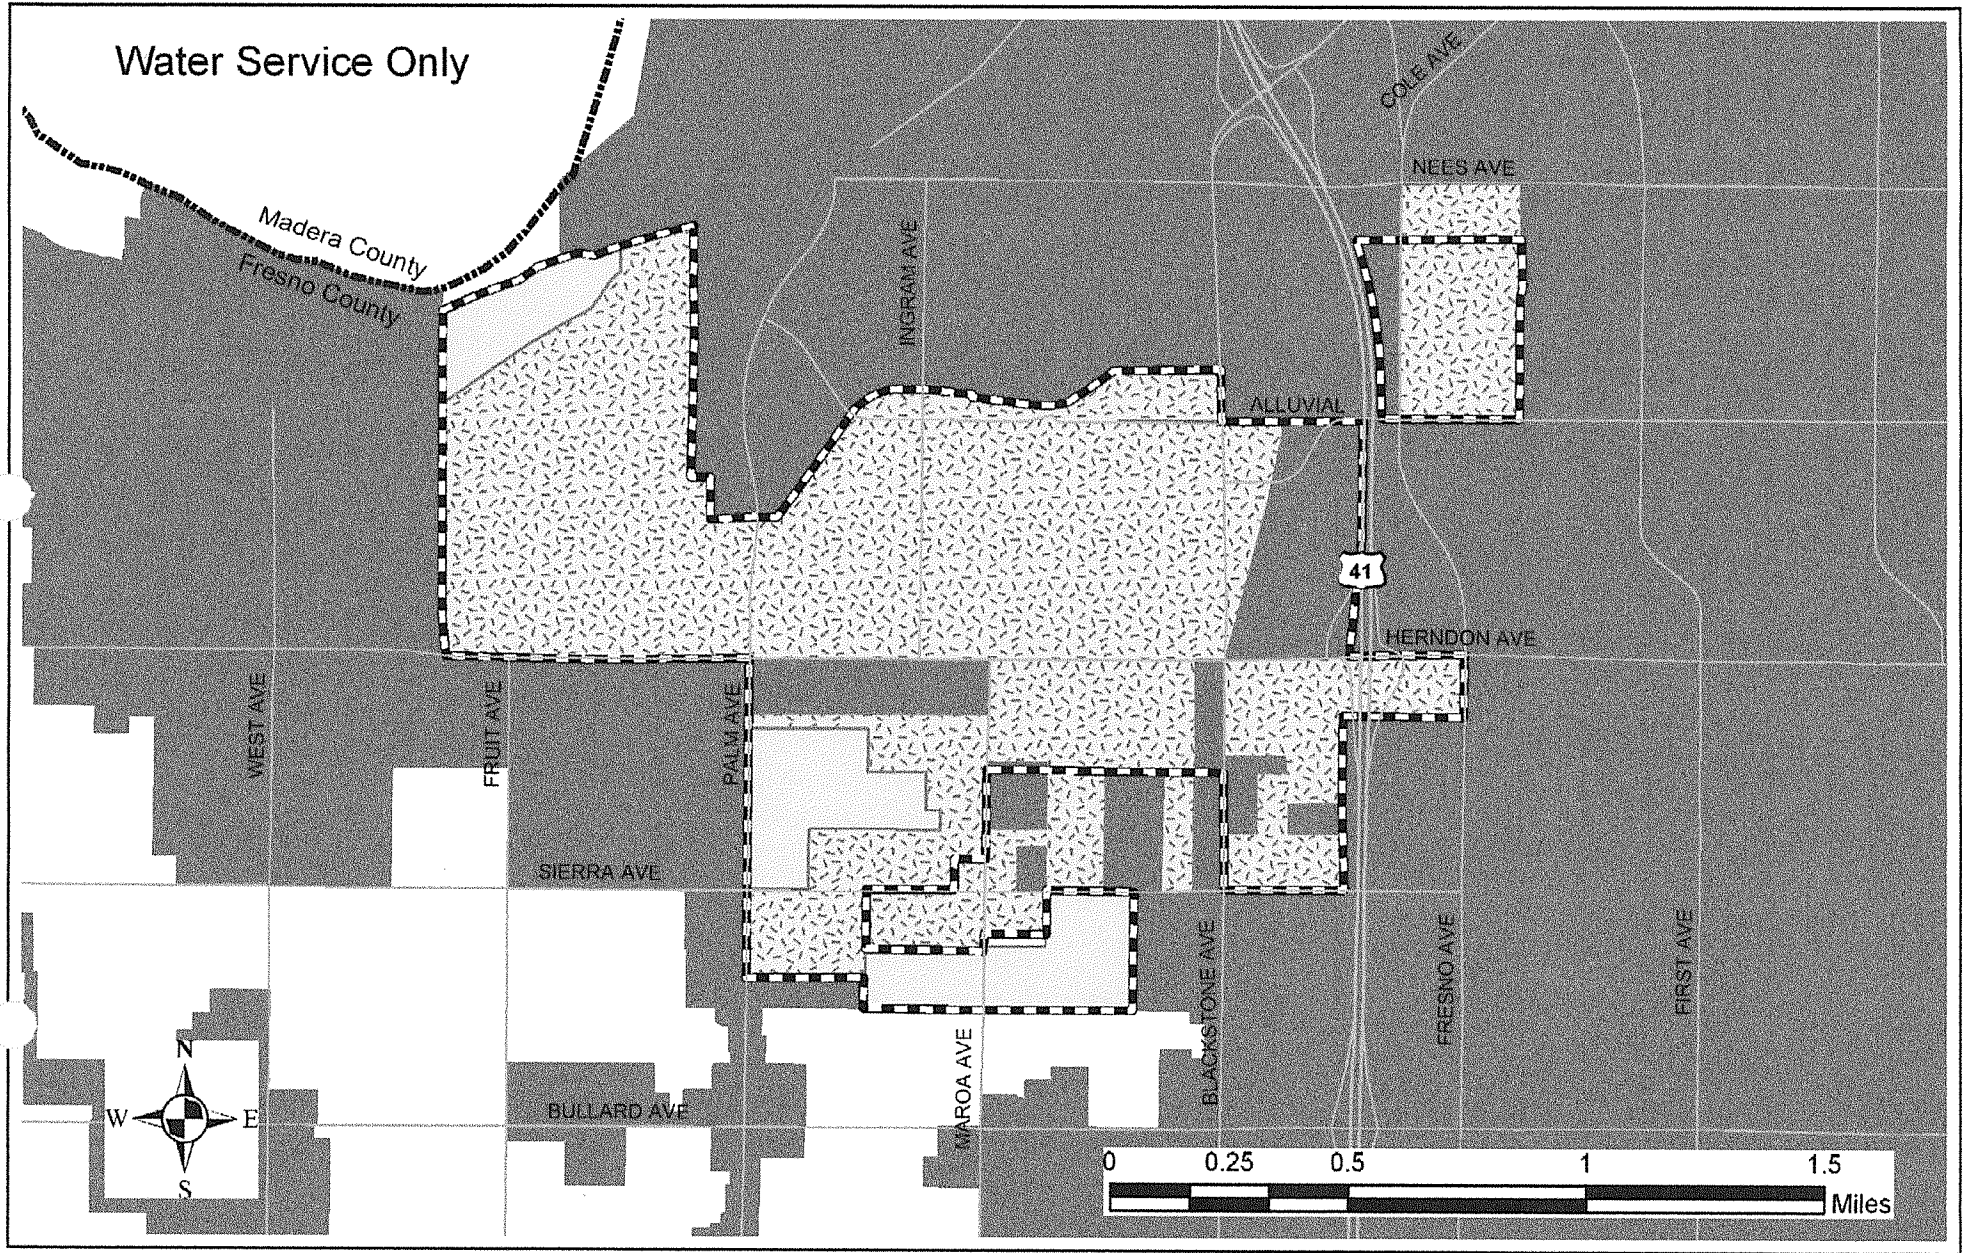 Water Service Only
COLE AVE
NEES AVE
Madera County
Fresno County
INGRAM AVE
ALLUVIAL
41
HERNDON AVE
WEST AVE
FRUIT AVE
PALM AVE
SIERRA AVE
BLACKSTONE AVE
FRESNO AVE
FIRST AVE
MAROA AVE
BULLARD AVE
N
W E
S
0 0.25 0.5 1 1.5
Miles